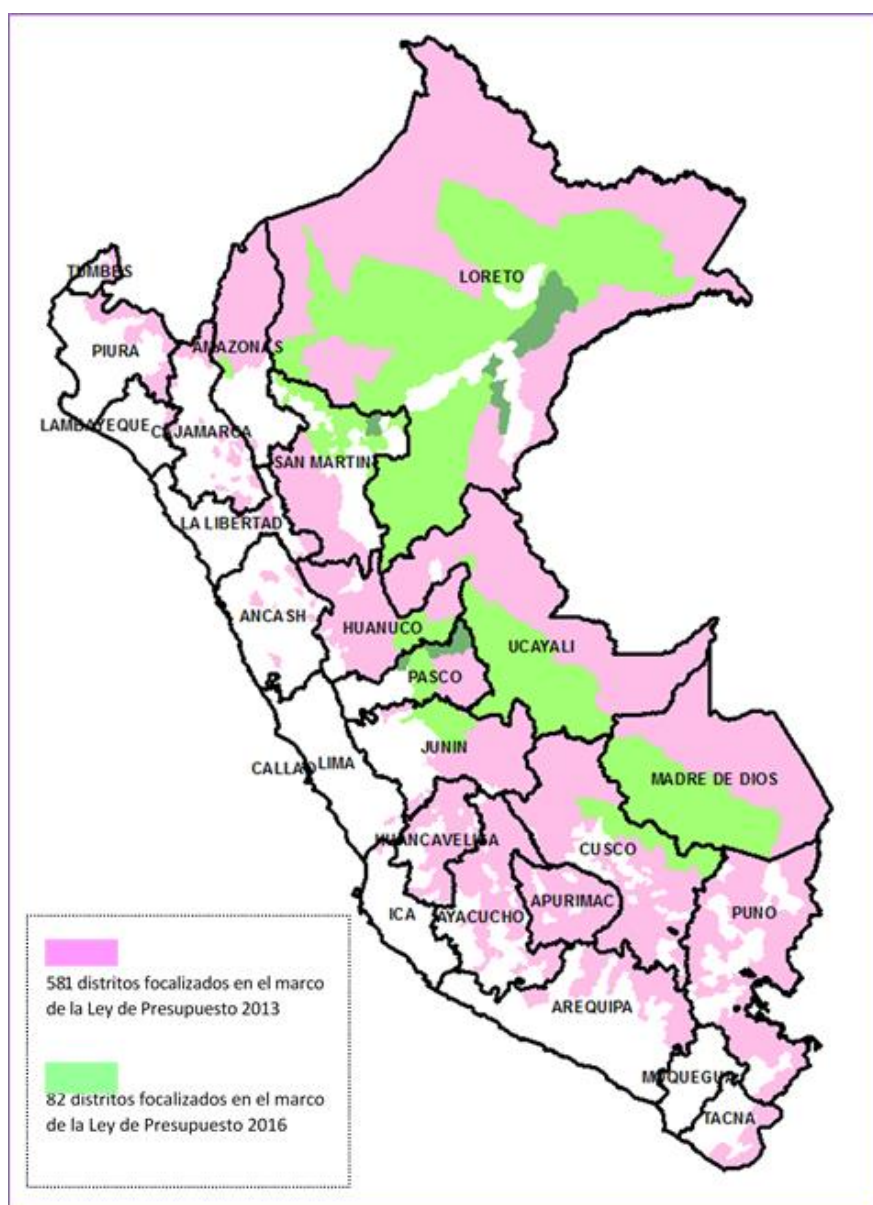 LORETO
TUMBES
AMAZONAS
PIURA
LAMBAYEQUE
CAJAMARCA
SAN MARTIN
LA LIBERTAD
ANCASH
HUANUCO
UCAYALI
PASCO
JUNIN
CALLAO
LIMA
MADRE DE DIOS
HUANCAVELICA
CUSCO
ICA
AYACUCHO
APURIMAC
PUNO
AREQUIPA
MOQUEGUA
TACNA
581 distritos focalizados en el marco
de la Ley de Presupuesto 2013
82 distritos focalizados en el marco
de la Ley de Presupuesto 2016